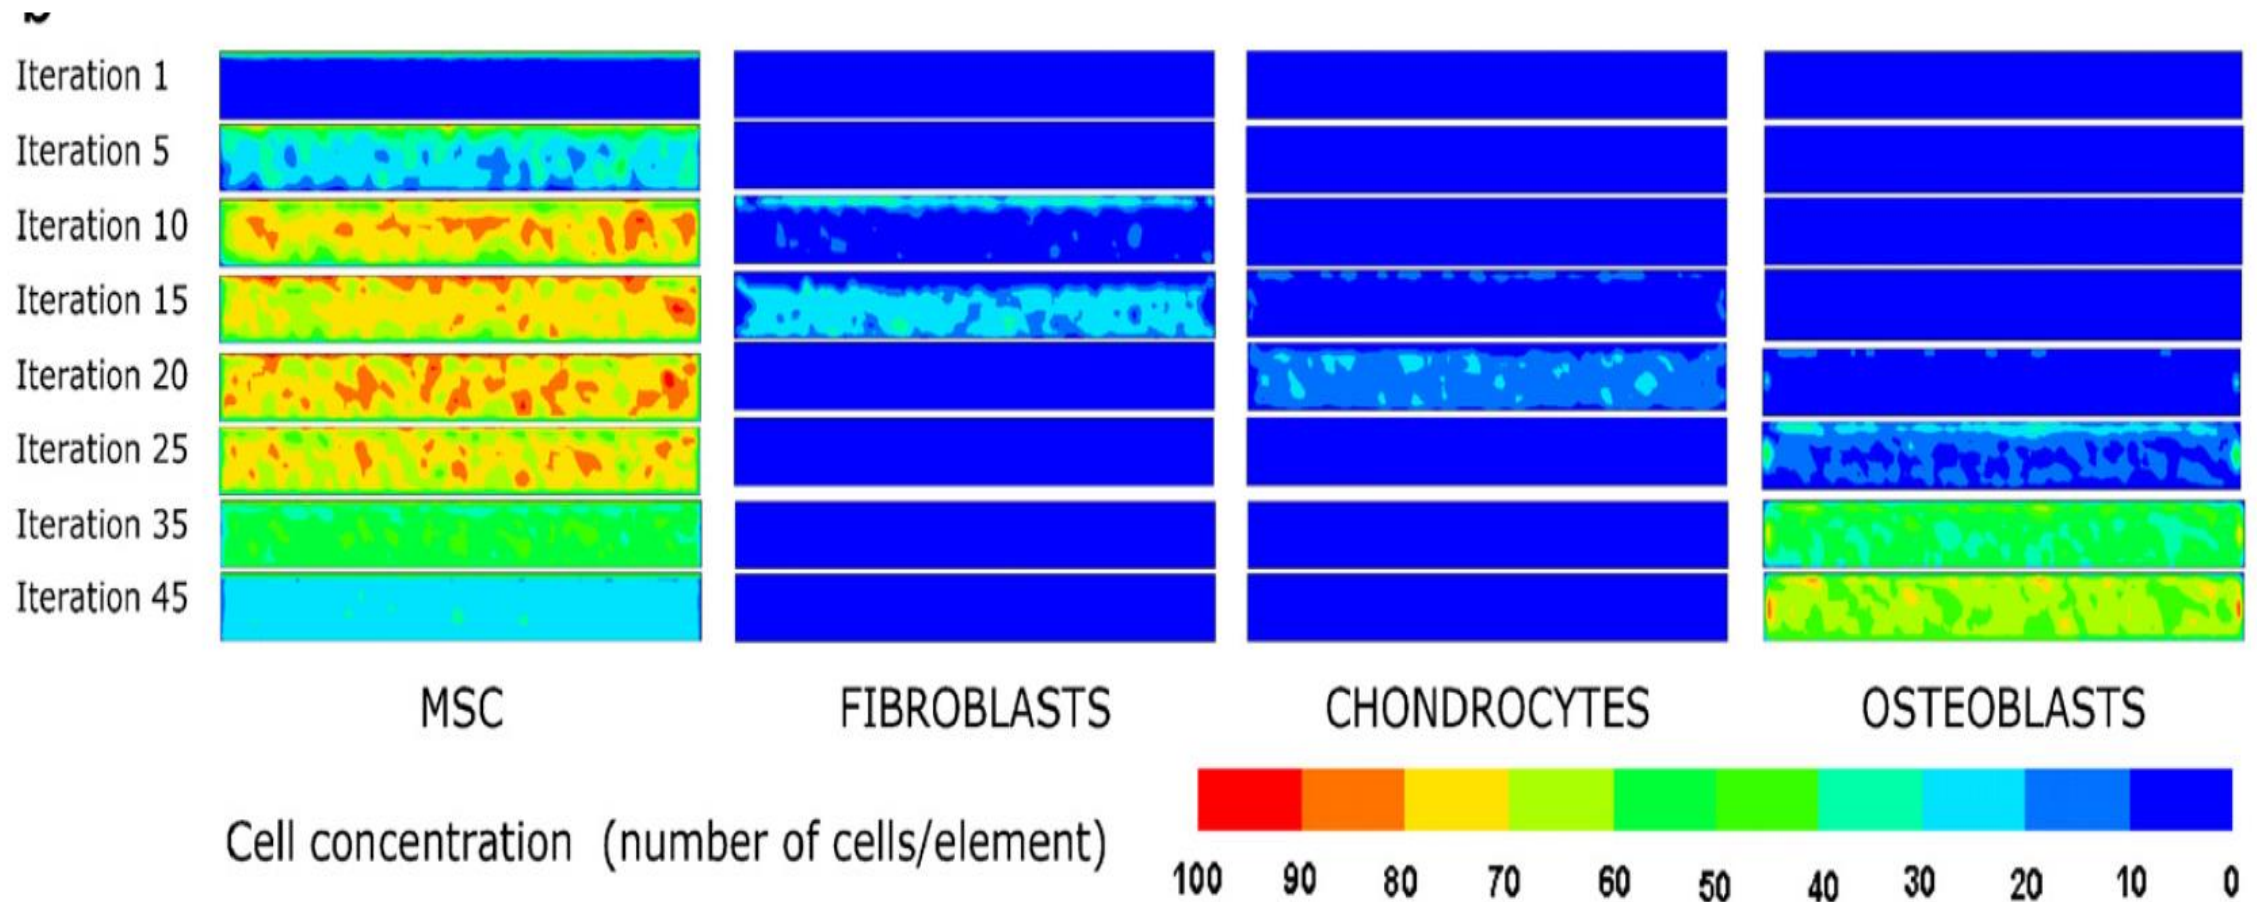 Iteration 1
Iteration 5
Iteration 10
Iteration 15
Iteration 20
Iteration 25
Iteration 35
Iteration 45
MSC FIBROBLASTS CHONDROCYTES OSTEOBLASTS
Cell concentration (number of cells/element)
100 90 80 70 60 50 40 30 20 10 0